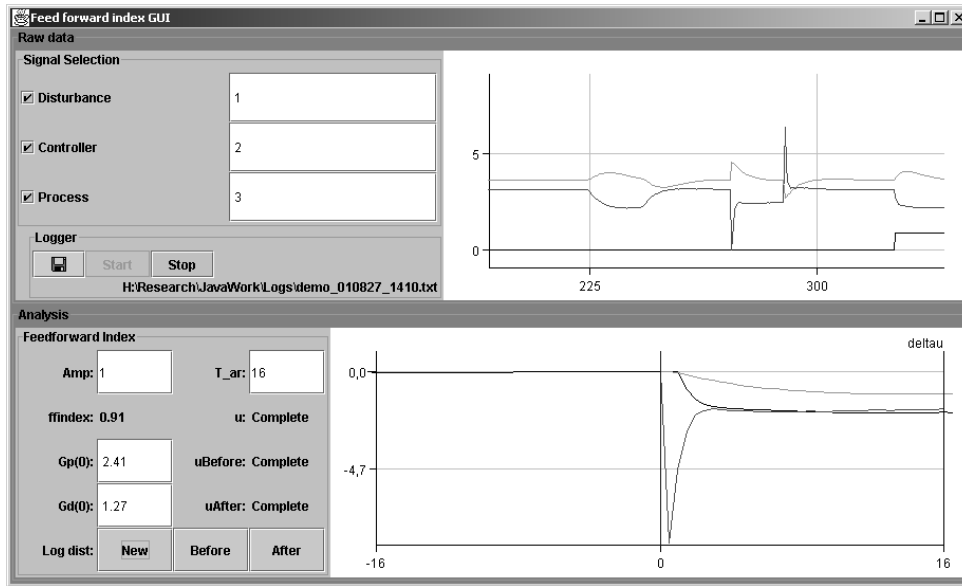 Feed forward index GUI
Raw data
Signal Selection
Disturbance 1
Controller 2
Process 3
Logger
Start Stop
H:\Research\JavaWork\Logs\demo_010827_1410.txt
5
0
225 300
Analysis
Feedforward Index
Amp: 1 T_ar: 16
ffindex: 0.91 u: Complete
Gp(0): 2.41 uBefore: Complete
Gd(0): 1.27 uAfter: Complete
Log dist: New Before After
deltau
0,0
-4,7
-16 0 16